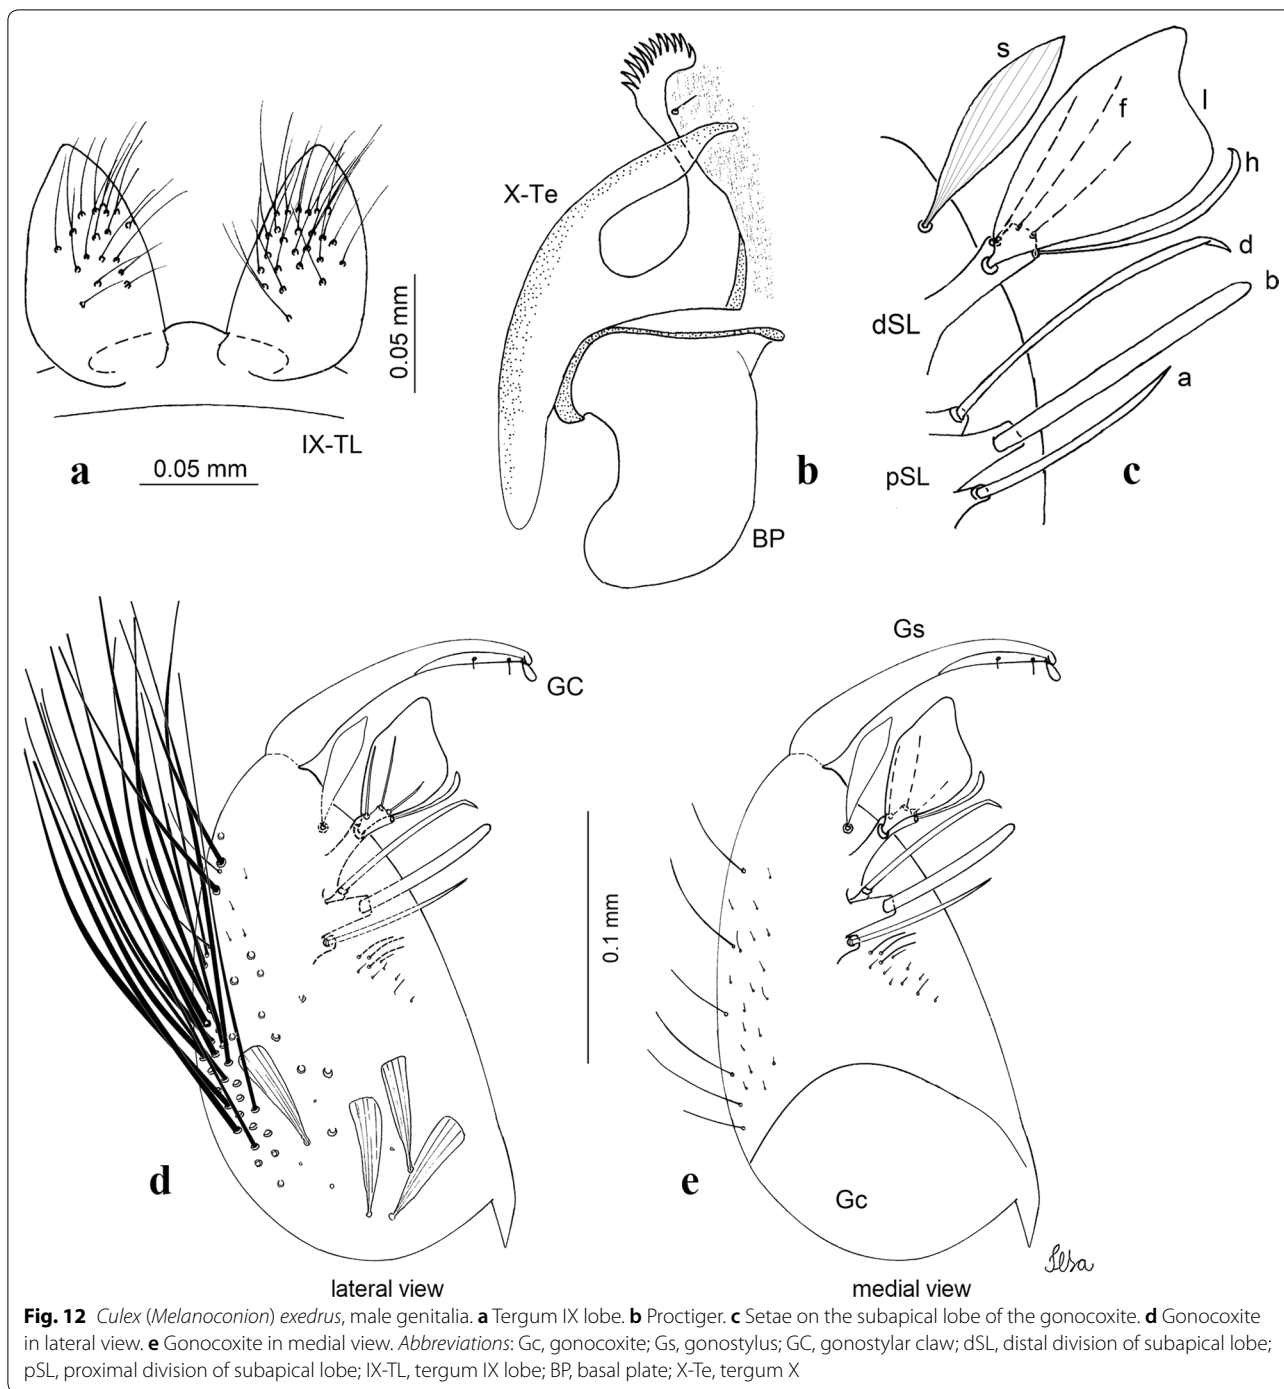 s
f
l
h
d
b
a
dSL
pSL
c
X-Te
BP
b
0.05 mm
IX-TL
a
0.05 mm
Gs
GC
0.1 mm
d
e
Gc
lateral view
medial view
Ilsa
Fig. 12 Culex (Melanoconion) exedrus, male genitalia. a Tergum IX lobe. b Proctiger. c Setae on the subapical lobe of the gonocoxite. d Gonocoxite
in lateral view. e Gonocoxite in medial view. Abbreviations: Gc, gonocoxite; Gs, gonostylus; GC, gonostylar claw; dSL, distal division of subapical lobe;
pSL, proximal division of subapical lobe; IX-TL, tergum IX lobe; BP, basal plate; X-Te, tergum X